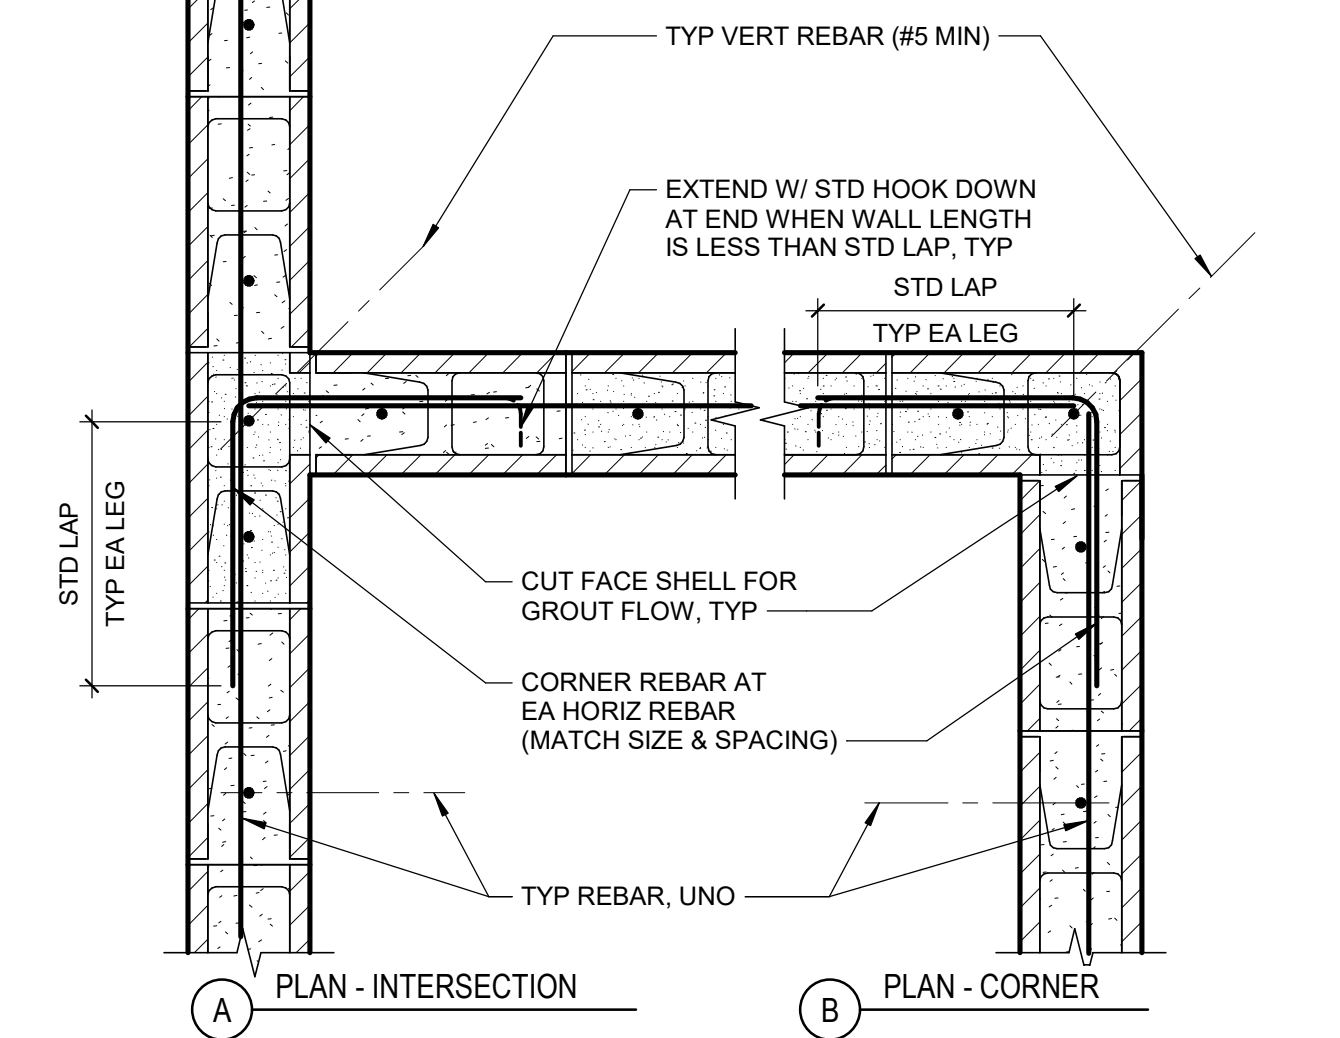 TYP VERT REBAR (#5 MIN)
EXTEND W/ STD HOOK DOWN
AT END WHEN WALL LENGTH
IS LESS THAN STD LAP, TYP
STD LAP
TYP EA LEG
STD LAP
TYP EA LEG
CUT FACE SHELL FOR
GROUT FLOW, TYP
CORNER REBAR AT
EA HORIZ REBAR
(MATCH SIZE & SPACING)
TYP REBAR, UNO
A PLAN - INTERSECTION
B PLAN - CORNER